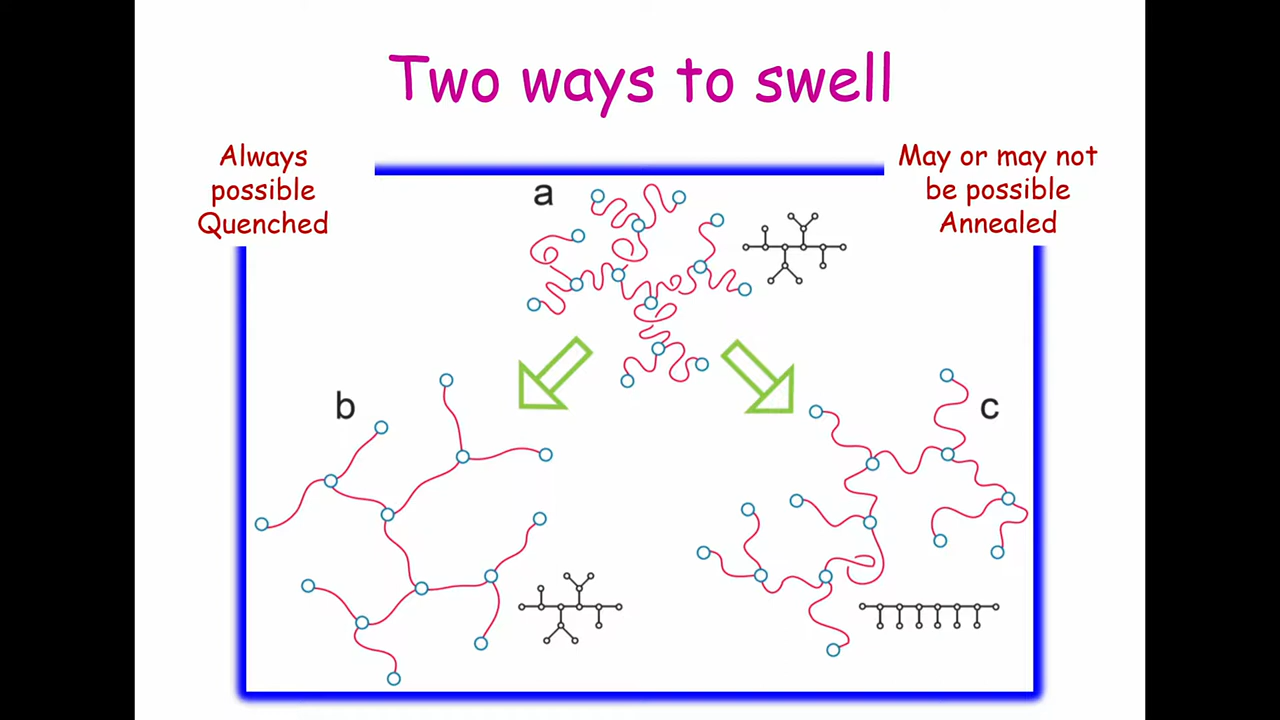 Two ways to swell
Always
possible
Quenched
May or may not
be possible
Annealed
a
b
c